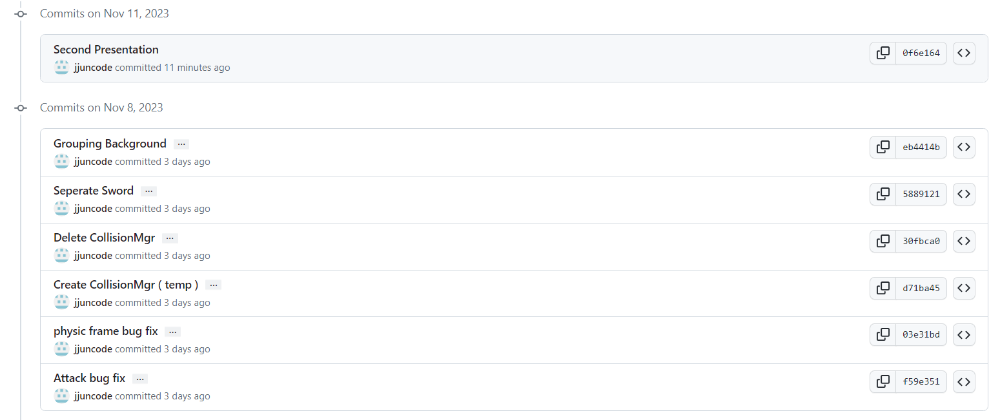 Commits on Nov 11, 2023
Second Presentation
jjuncode committed 11 minutes ago
0f6e164
Commits on Nov 8, 2023
Grouping Background ...
jjuncode committed 3 days ago
eb4414b
Seperate Sword ...
jjuncode committed 3 days ago
5889121
Delete CollisionMgr ...
jjuncode committed 3 days ago
30fbca0
Create CollisionMgr ( temp ) ...
jjuncode committed 3 days ago
d71ba45
physic frame bug fix ...
jjuncode committed 3 days ago
03e31bd
Attack bug fix ...
jjuncode committed 3 days ago
f59e351